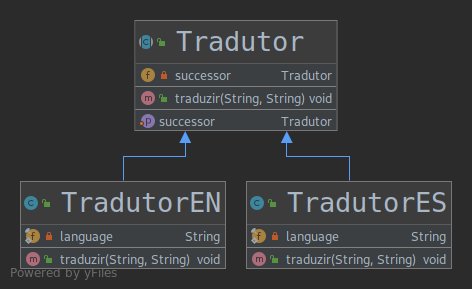 Tradutor
successor Tradutor
traduzir(String, String) void
successor Tradutor
TradutorEN
language String
traduzir(String, String) void
TradutorES
language String
traduzir(String, String) void
Powered by yFiles